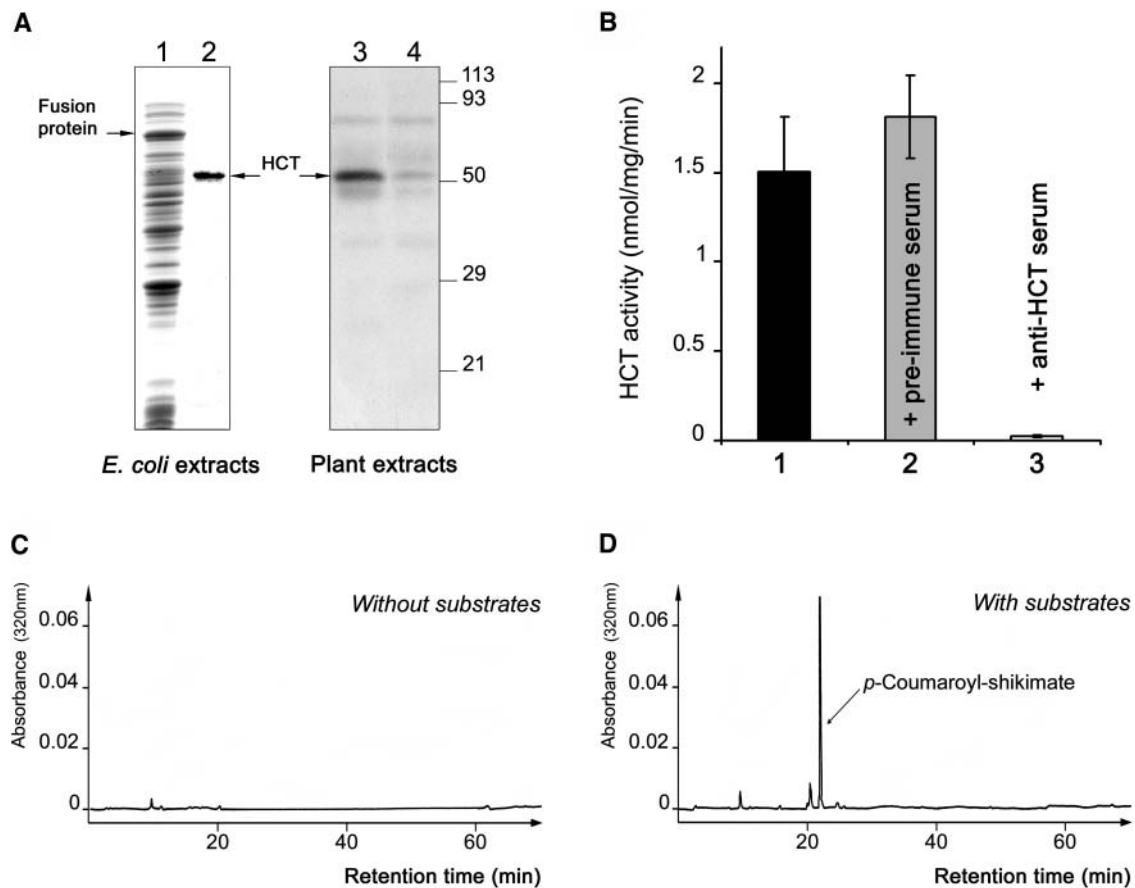 A
1 2 3 4
Fusion
protein
HCT
113
93
50
29
21
E. coli extracts
Plant extracts
B
HCT activity (nmol/mg/min)
2
1.5
1
0.5
0
+ pre-immune serum
+ anti-HCT serum
1 2 3
C
Without substrates
Absorbance (320nm)
0.06
0.04
0.02
0
20 40 60
Retention time (min)
D
With substrates
Absorbance (320nm)
0.06
0.04
0.02
0
p-Coumaroyl-shikimate
20 40 60
Retention time (min)